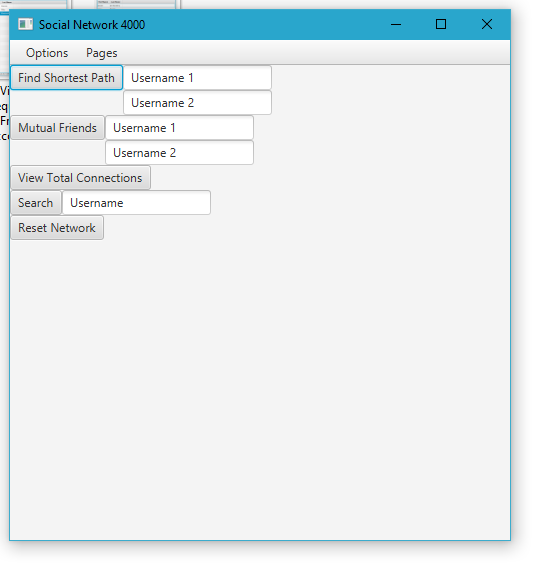 Social Network 4000
Options Pages
Find Shortest Path Username 1
Username 2
Mutual Friends Username 1
Username 2
View Total Connections
Search Username
Reset Network